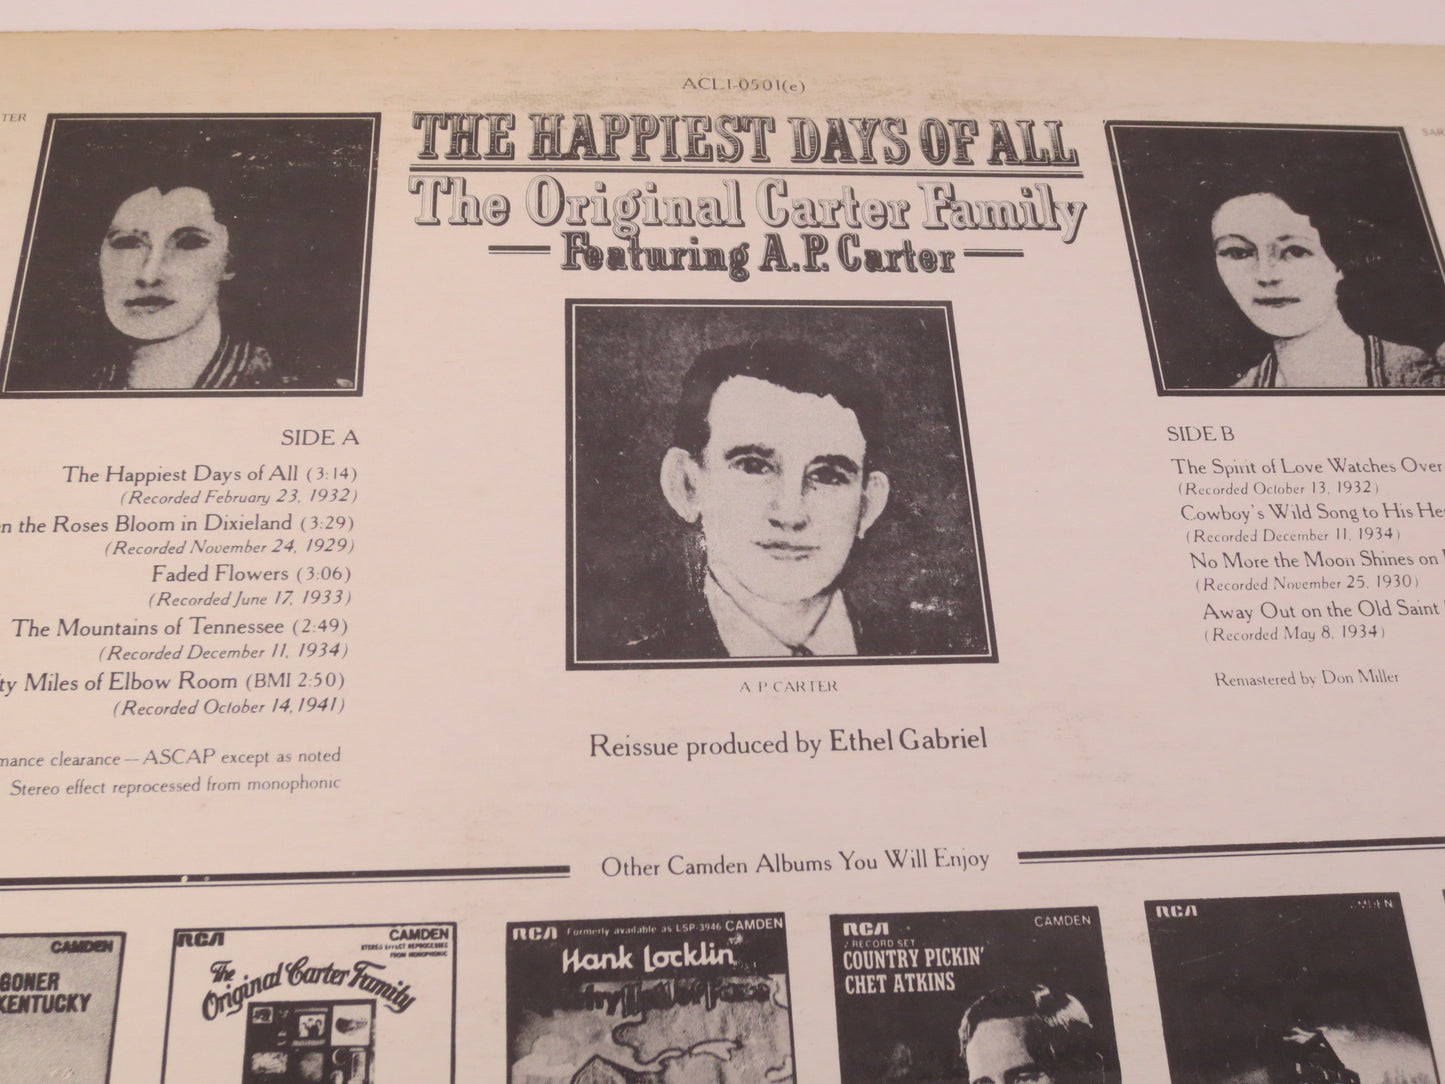 ACL1-0501(e)
THE HAPPIEST DAYS OF ALL
The Original Carter Family
Featuring A.P. Carter
SIDE A
The Happiest Days of All (3:14)
(Recorded February 23, 1932)
the Roses Bloom in Dixieland (3:29)
(Recorded November 24, 1929)
Faded Flowers (3:06)
(Recorded June 17, 1933)
The Mountains of Tennessee (2:49)
(Recorded December 11, 1934)
Miles of Elbow Room (BMI 2:50)
(Recorded October 14, 1941)
clearance — ASCAP except as noted
Stereo effect reprocessed from monophonic
A. P. CARTER
Reissue produced by Ethel Gabriel
SIDE B
The Spirit of Love Watches Over
(Recorded October 13, 1932)
Cowboy's Wild Song to His
(Recorded December 11, 1934)
No More the Moon Shines on
(Recorded November 25, 1930)
Away Out on the Old Saint
(Recorded May 8, 1934)
Remastered by Don Miller
Other Camden Albums You Will Enjoy
CAMDEN
KENTUCKY
RCA CAMDEN
STEREO EFFECT REPROCESSED
FROM MONOPHONIC
The Original Carter Family
RCA Formerly available as LSP-3946 CAMDEN
Hank Locklin
RCA CAMDEN
2 RECORD SET
COUNTRY PICKIN'
CHET ATKINS
RCA